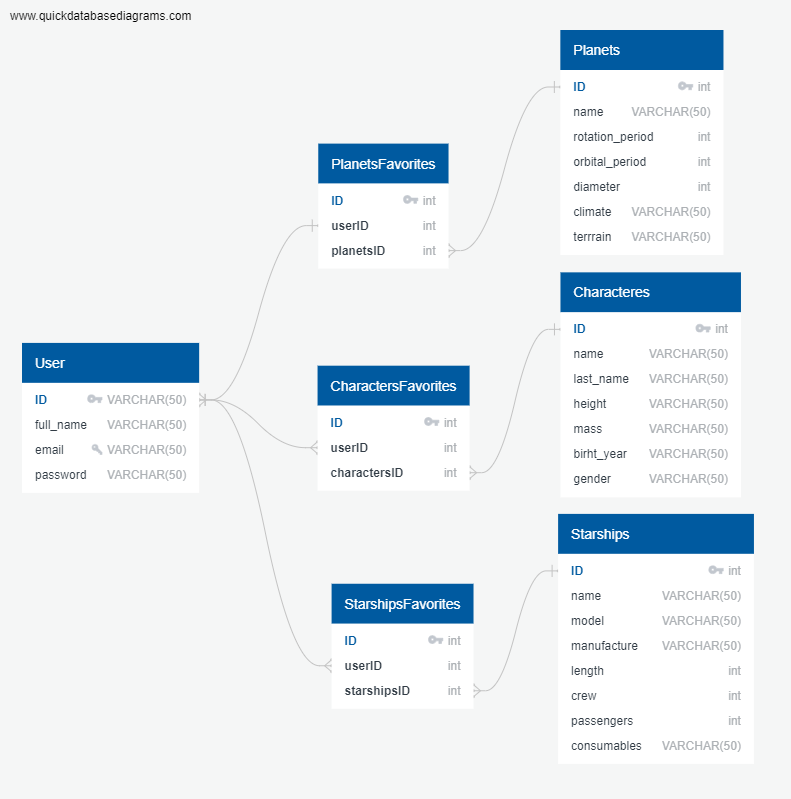 www.quickdatabasediagrams.com
Planets
ID int
name VARCHAR(50)
rotation_period int
orbital_period int
diameter int
climate VARCHAR(50)
terrrain VARCHAR(50)
PlanetsFavorites
ID int
userID int
planetsID int
Characteres
ID int
name VARCHAR(50)
last_name VARCHAR(50)
height VARCHAR(50)
mass VARCHAR(50)
birht_year VARCHAR(50)
gender VARCHAR(50)
User
ID VARCHAR(50)
full_name VARCHAR(50)
email VARCHAR(50)
password VARCHAR(50)
CharactersFavorites
ID int
userID int
charactersID int
Starships
ID int
name VARCHAR(50)
model VARCHAR(50)
manufacture VARCHAR(50)
length int
crew int
passengers int
consumables VARCHAR(50)
StarshipsFavorites
ID int
userID int
starshipsID int